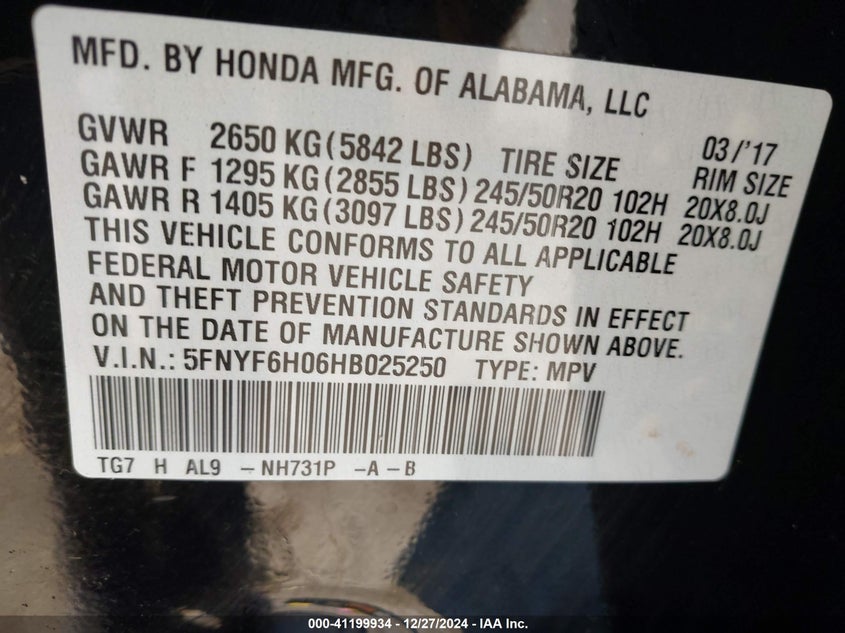 MFD. BY HONDA MFG. OF ALABAMA, LLC
GVWR 2650 KG(5842 LBS) TIRE SIZE 03/'17 RIM SIZE
GAWR F 1295 KG(2855 LBS) 245/50R20 102H 20X8.0J
GAWR R 1405 KG(3097 LBS) 245/50R20 102H 20X8.0J
THIS VEHICLE CONFORMS TO ALL APPLICABLE
FEDERAL MOTOR VEHICLE SAFETY
AND THEFT PREVENTION STANDARDS IN EFFECT
ON THE DATE OF MANUFACTURE SHOWN ABOVE.
V.I.N.: 5FNYF6H06HB025250 TYPE: MPV
TG7 H AL9 -NH731P -A-B
000-41199934 - 12/27/2024 - IAA Inc.